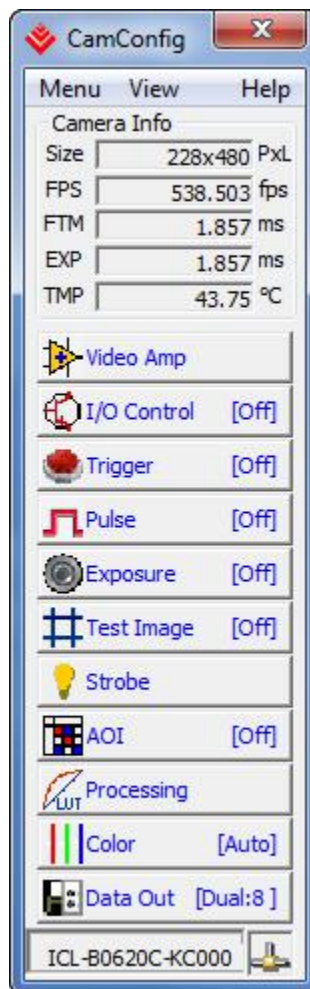 CamConfig
Menu View Help
Camera Info
Size 228x480 PxL
FPS 538.503 fps
FTM 1.857 ms
EXP 1.857 ms
TMP 43.75 ºC
Video Amp
I/O Control [Off]
Trigger [Off]
Pulse [Off]
Exposure [Off]
Test Image [Off]
Strobe
AOI [Off]
LUT Processing
Color [Auto]
Data Out [Dual:8 ]
ICL-B0620C-KC000